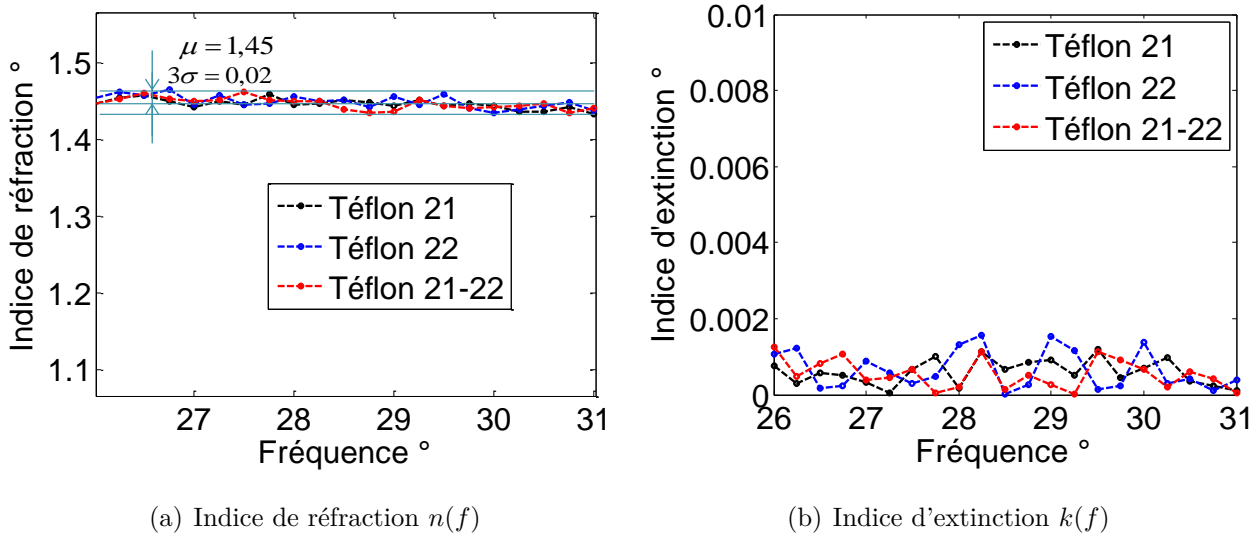 μ = 1,45
3σ = 0,02
1.5
1.4
1.3
1.2
1.1
Indice de réfraction °
Téflon 21
Téflon 22
Téflon 21-22
27
28
29
30
31
Fréquence °
(a) Indice de réfraction n(f)
0.01
0.008
0.006
0.004
0.002
0
Indice d'extinction °
Téflon 21
Téflon 22
Téflon 21-22
26
27
28
29
30
31
Fréquence °
(b) Indice d'extinction k(f)